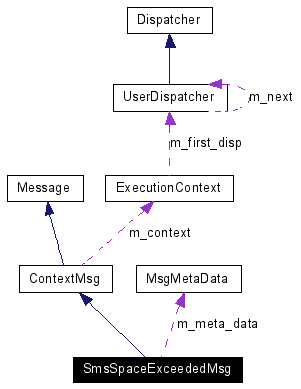 Dispatcher
UserDispatcher
m_next
m_first_disp
Message
ExecutionContext
m_context
ContextMsg
MsgMetaData
m_meta_data
SmsSpaceExceededMsg